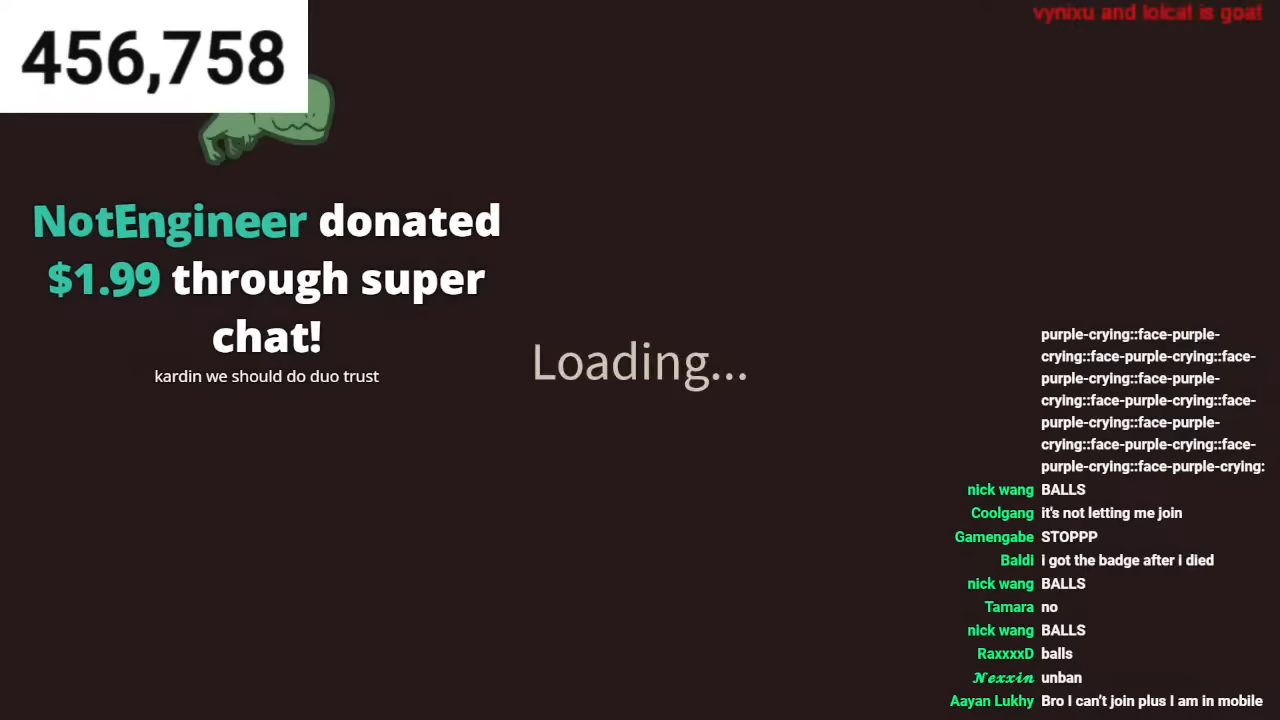 456,758
vynixu and lolcat is goat
NotEngineer donated
$1.99 through super
chat!
kardin we should do duo trust
Loading...
purple-crying::face-purple-
crying::face-purple-crying::face-
purple-crying::face-purple-
crying::face-purple-crying::face-
purple-crying::face-purple-
crying::face-purple-crying::face-
purple-crying::face-purple-crying:
nick wang BALLS
Coolgang it's not letting me join
Gamengabe STOPPP
Baldi i got the badge after i died
nick wang BALLS
Tamara no
nick wang BALLS
RaxxxxD balls
𝓝𝓮𝔁𝔁𝓲𝓷 unban
Aayan Lukhy Bro I can't join plus I am in mobile